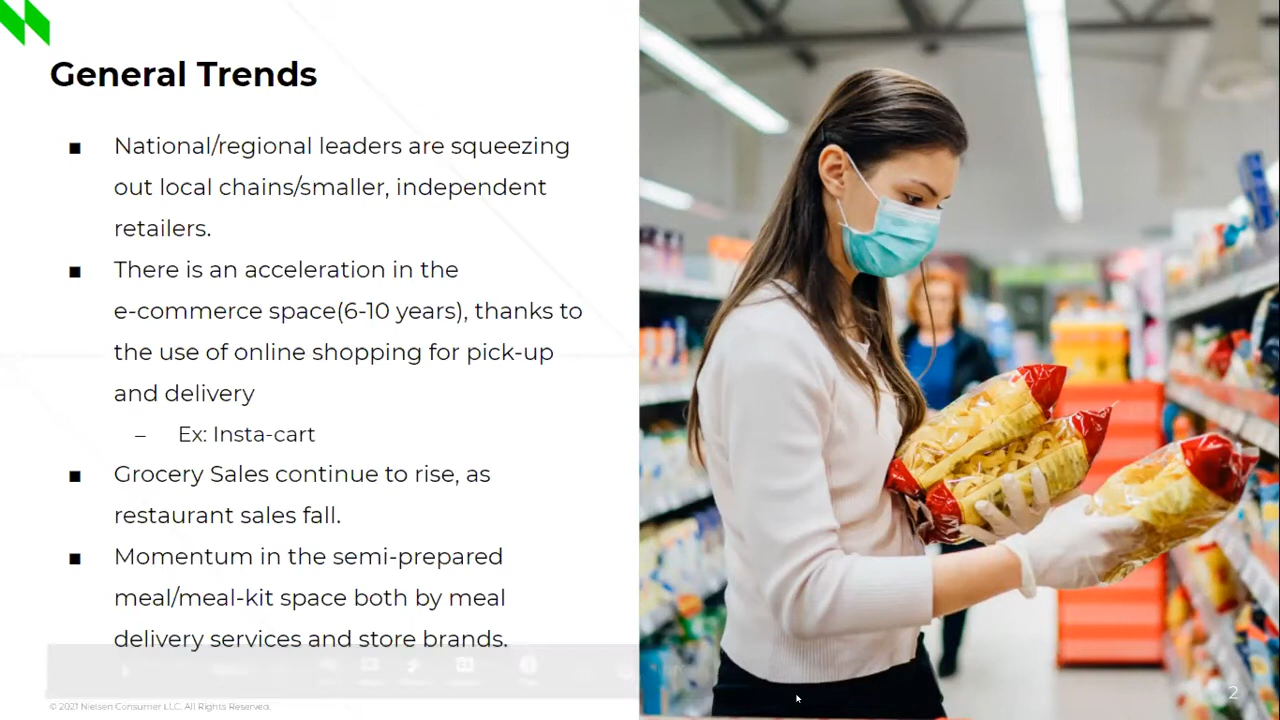 General Trends
■ National/regional leaders are squeezing
out local chains/smaller, independent
retailers.
■ There is an acceleration in the
e-commerce space(6-10 years), thanks to
the use of online shopping for pick-up
and delivery
– Ex: Insta-cart
■ Grocery Sales continue to rise, as
restaurant sales fall.
■ Momentum in the semi-prepared
meal/meal-kit space both by meal
delivery services and store brands.
© 2021 Nielsen Consumer LLC. All Rights Reserved.
2